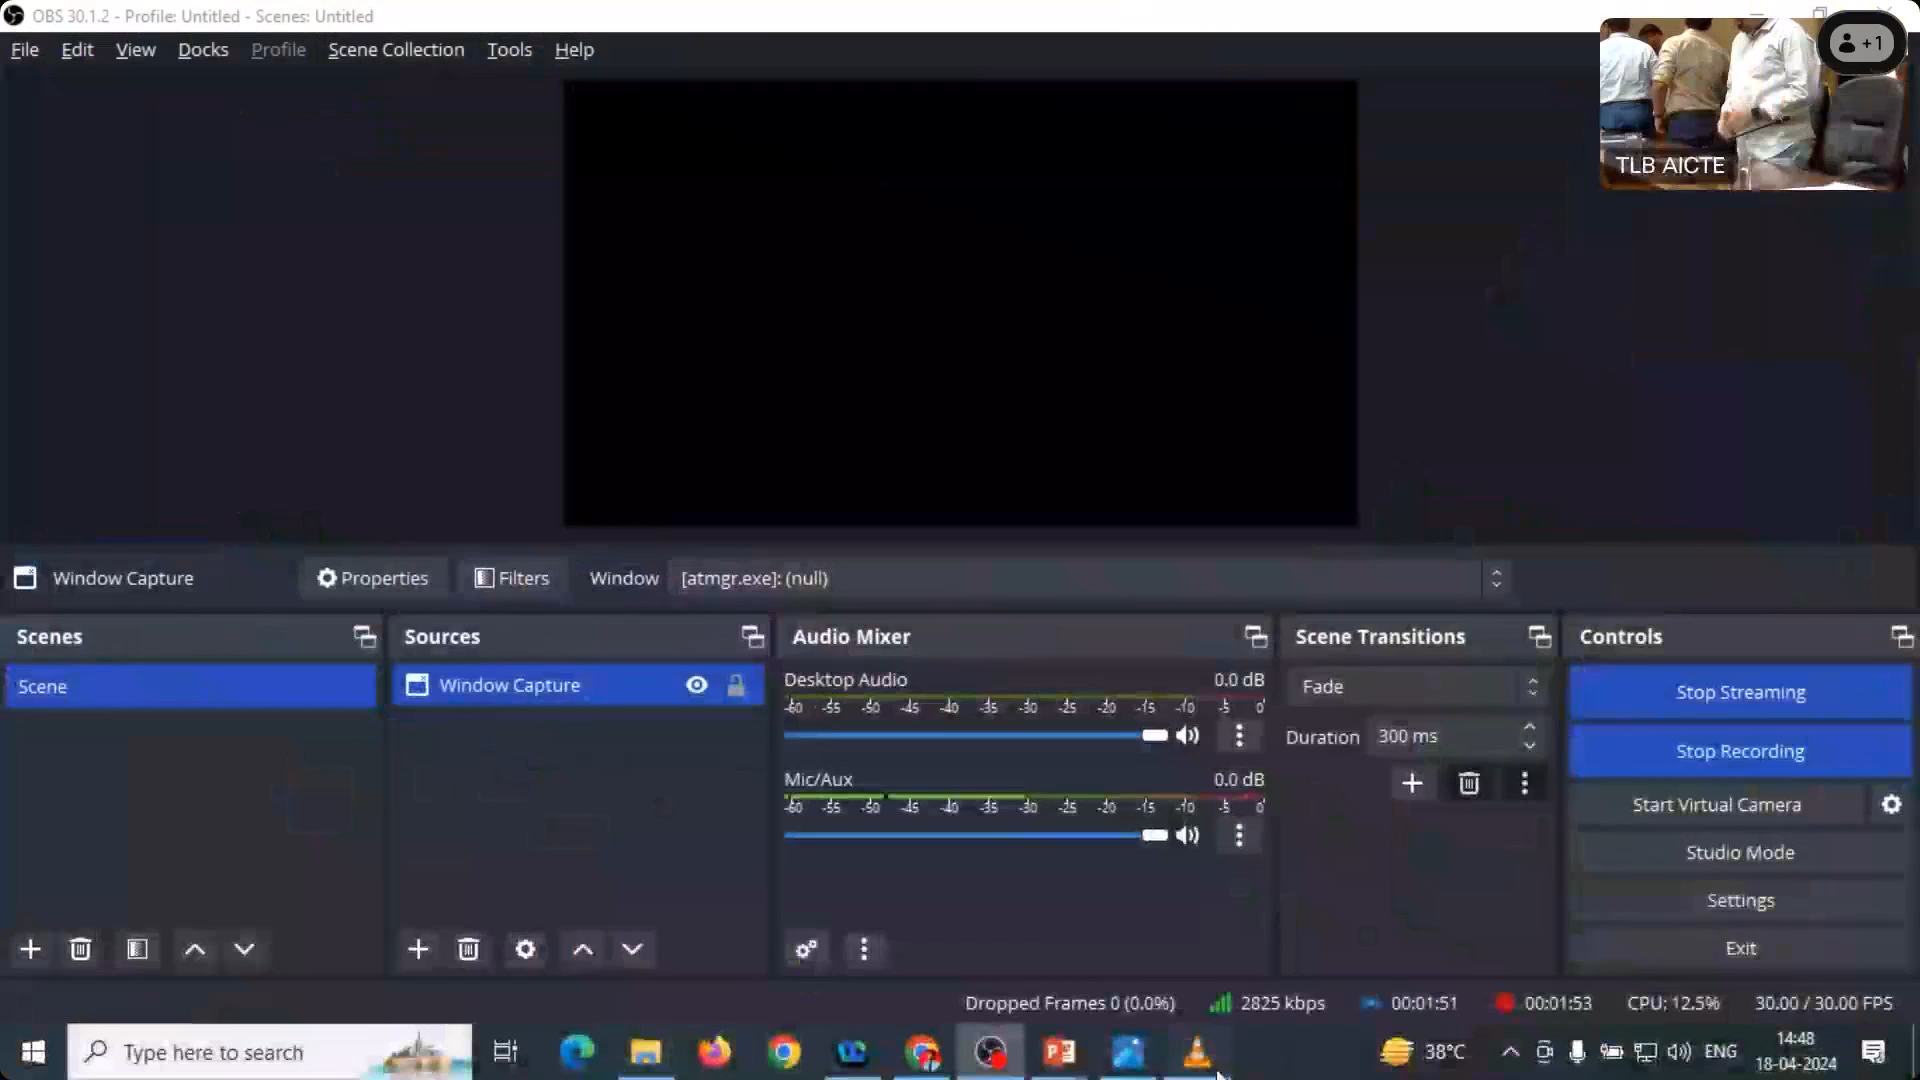 OBS 30.1.2 - Profile: Untitled - Scenes: Untitled
File Edit View Docks Profile Scene Collection Tools Help
+1
TLB AICTE
Window Capture Properties Filters Window [atmgr.exe]: (null)
Scenes
Scene
Sources
Window Capture
Audio Mixer
Desktop Audio 0.0 dB
-60 -55 -50 -45 -40 -35 -30 -25 -20 -15 -10 -5 0
Mic/Aux 0.0 dB
-60 -55 -50 -45 -40 -35 -30 -25 -20 -15 -10 -5 0
Scene Transitions
Fade
Duration 300 ms
Controls
Stop Streaming
Stop Recording
Start Virtual Camera
Studio Mode
Settings
Exit
Dropped Frames 0 (0.0%) 2825 kbps 00:01:51 00:01:53 CPU: 12.5% 30.00 / 30.00 FPS
Type here to search
38°C
ENG
14:48
18-04-2024